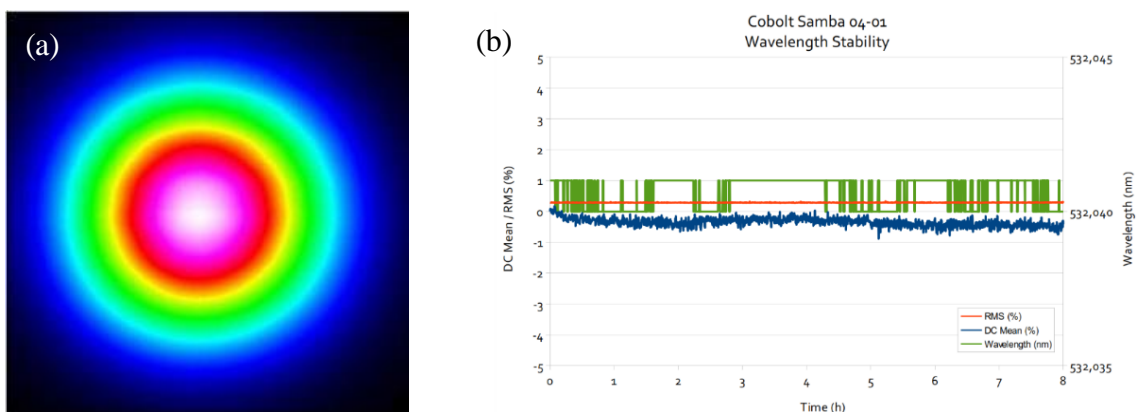 (a)
(b)
Cobolt Samba 04-01
Wavelength Stability
DC Mean / RMS (%)
5
4
3
2
1
0
-1
-2
-3
-4
-5
532,045
532,040
532,035
Wavelength (nm)
RMS (%)
DC Mean (%)
Wavelength (nm)
0 1 2 3 4 5 6 7 8
Time (h)